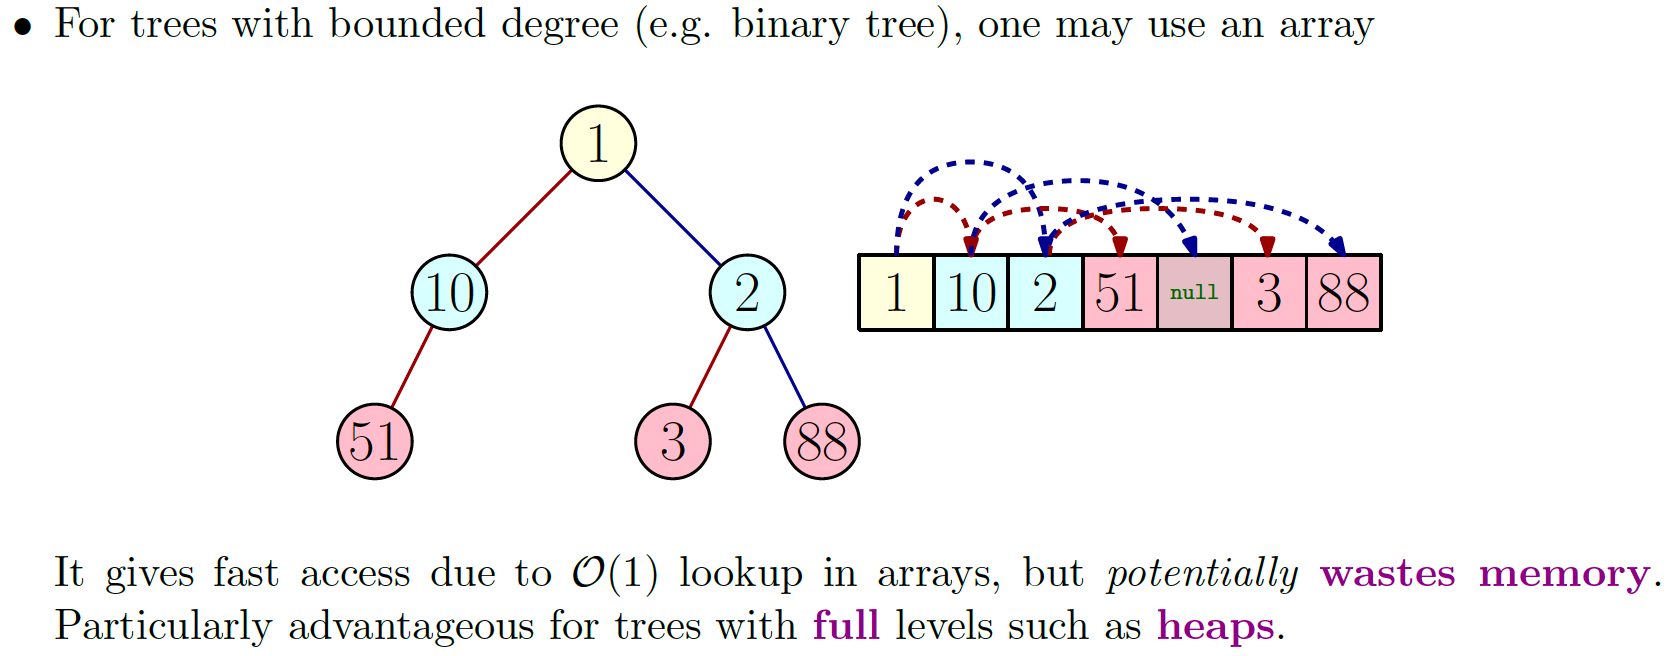 • For trees with bounded degree (e.g. binary tree), one may use an array
1
10 2
1 10 2 51 null 3 88
51 3 88
It gives fast access due to O(1) lookup in arrays, but potentially wastes memory.
Particularly advantageous for trees with full levels such as heaps.